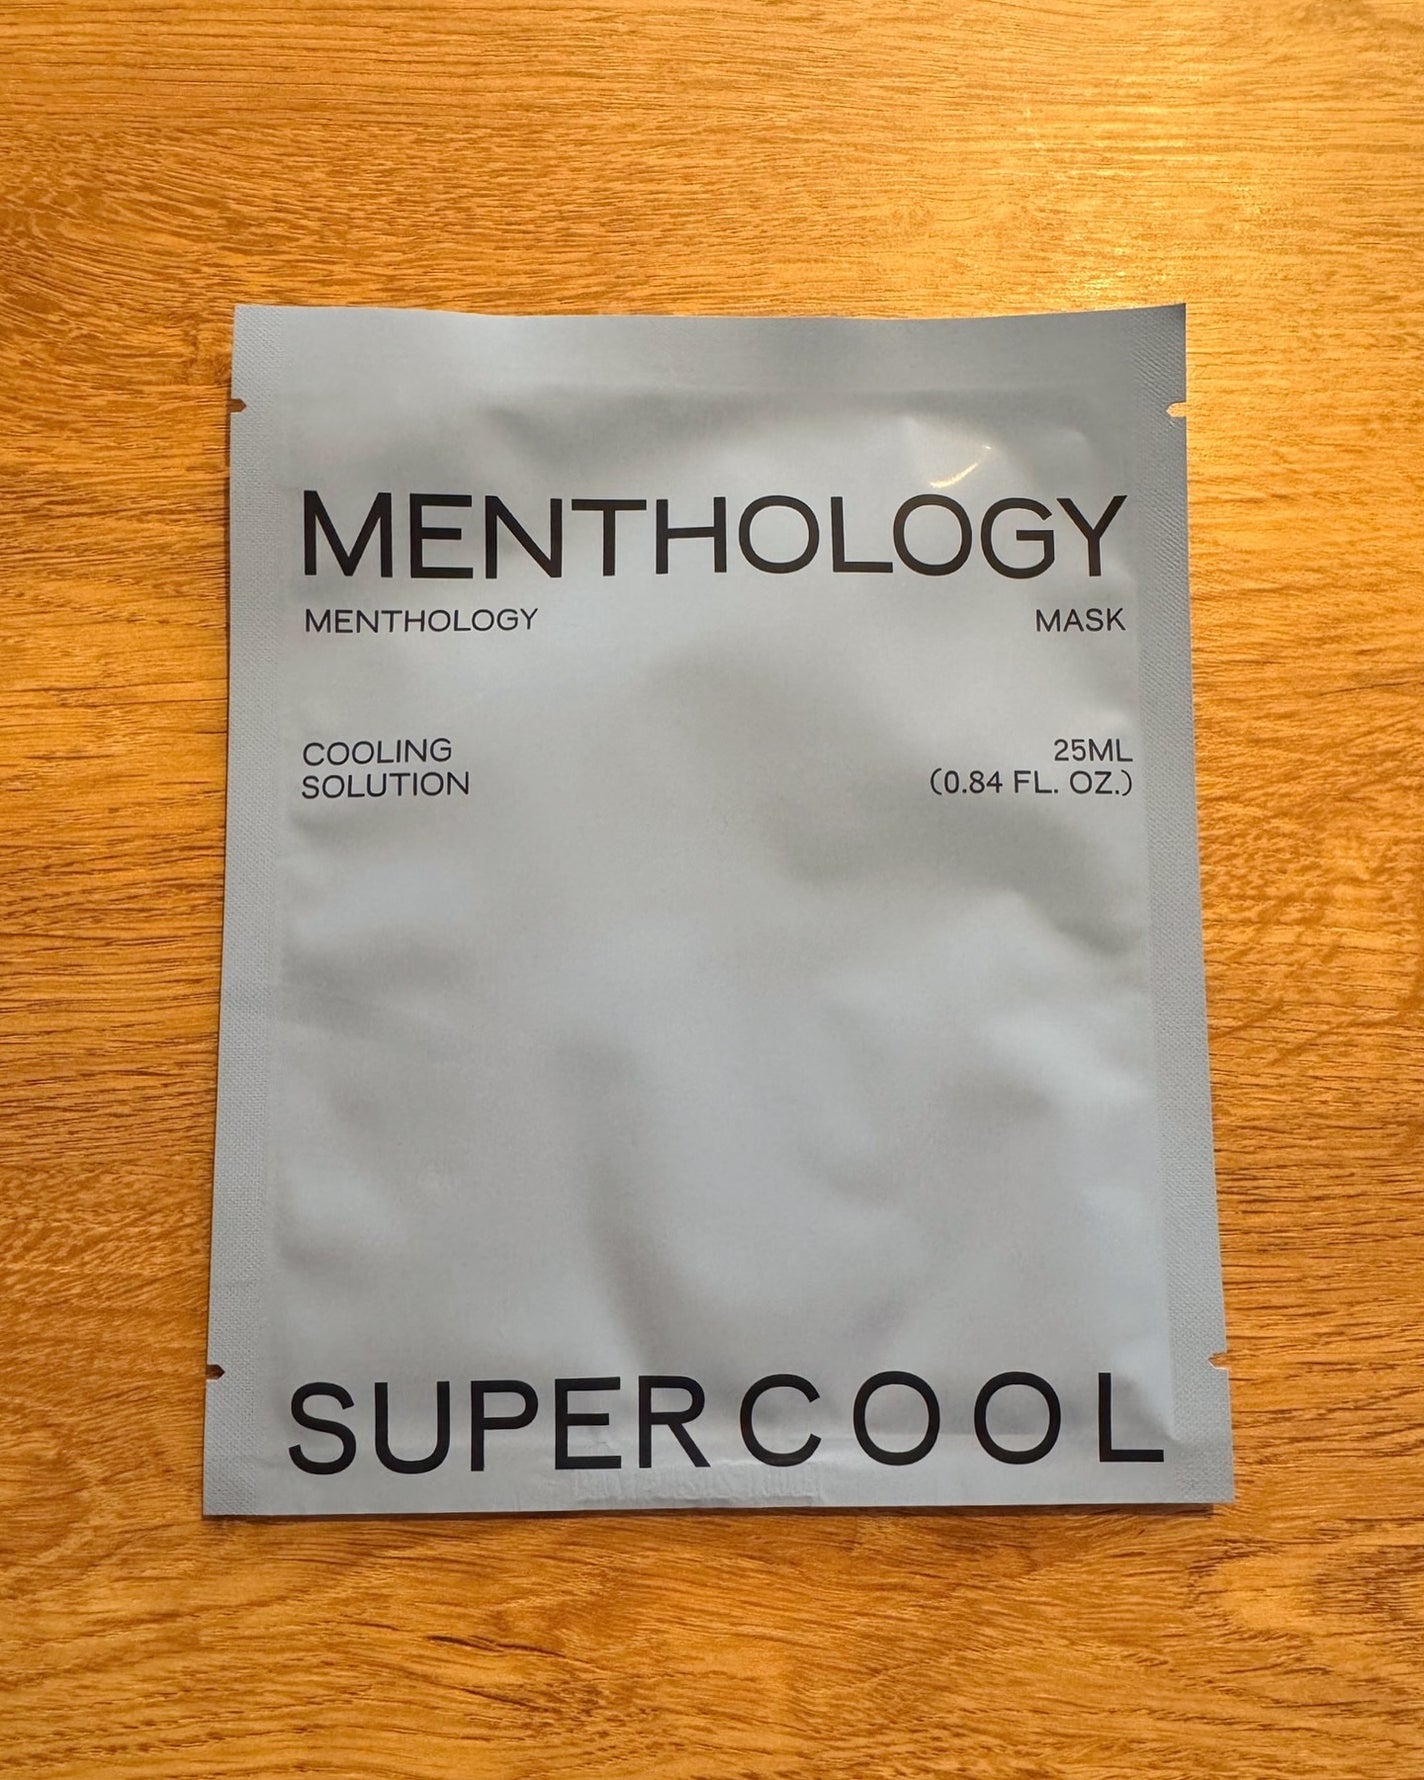 MENTHOLOGY
MENTHOLOGY MASK
COOLING 25ML
SOLUTION (0.84 FL. OZ.)
SUPERCOOL